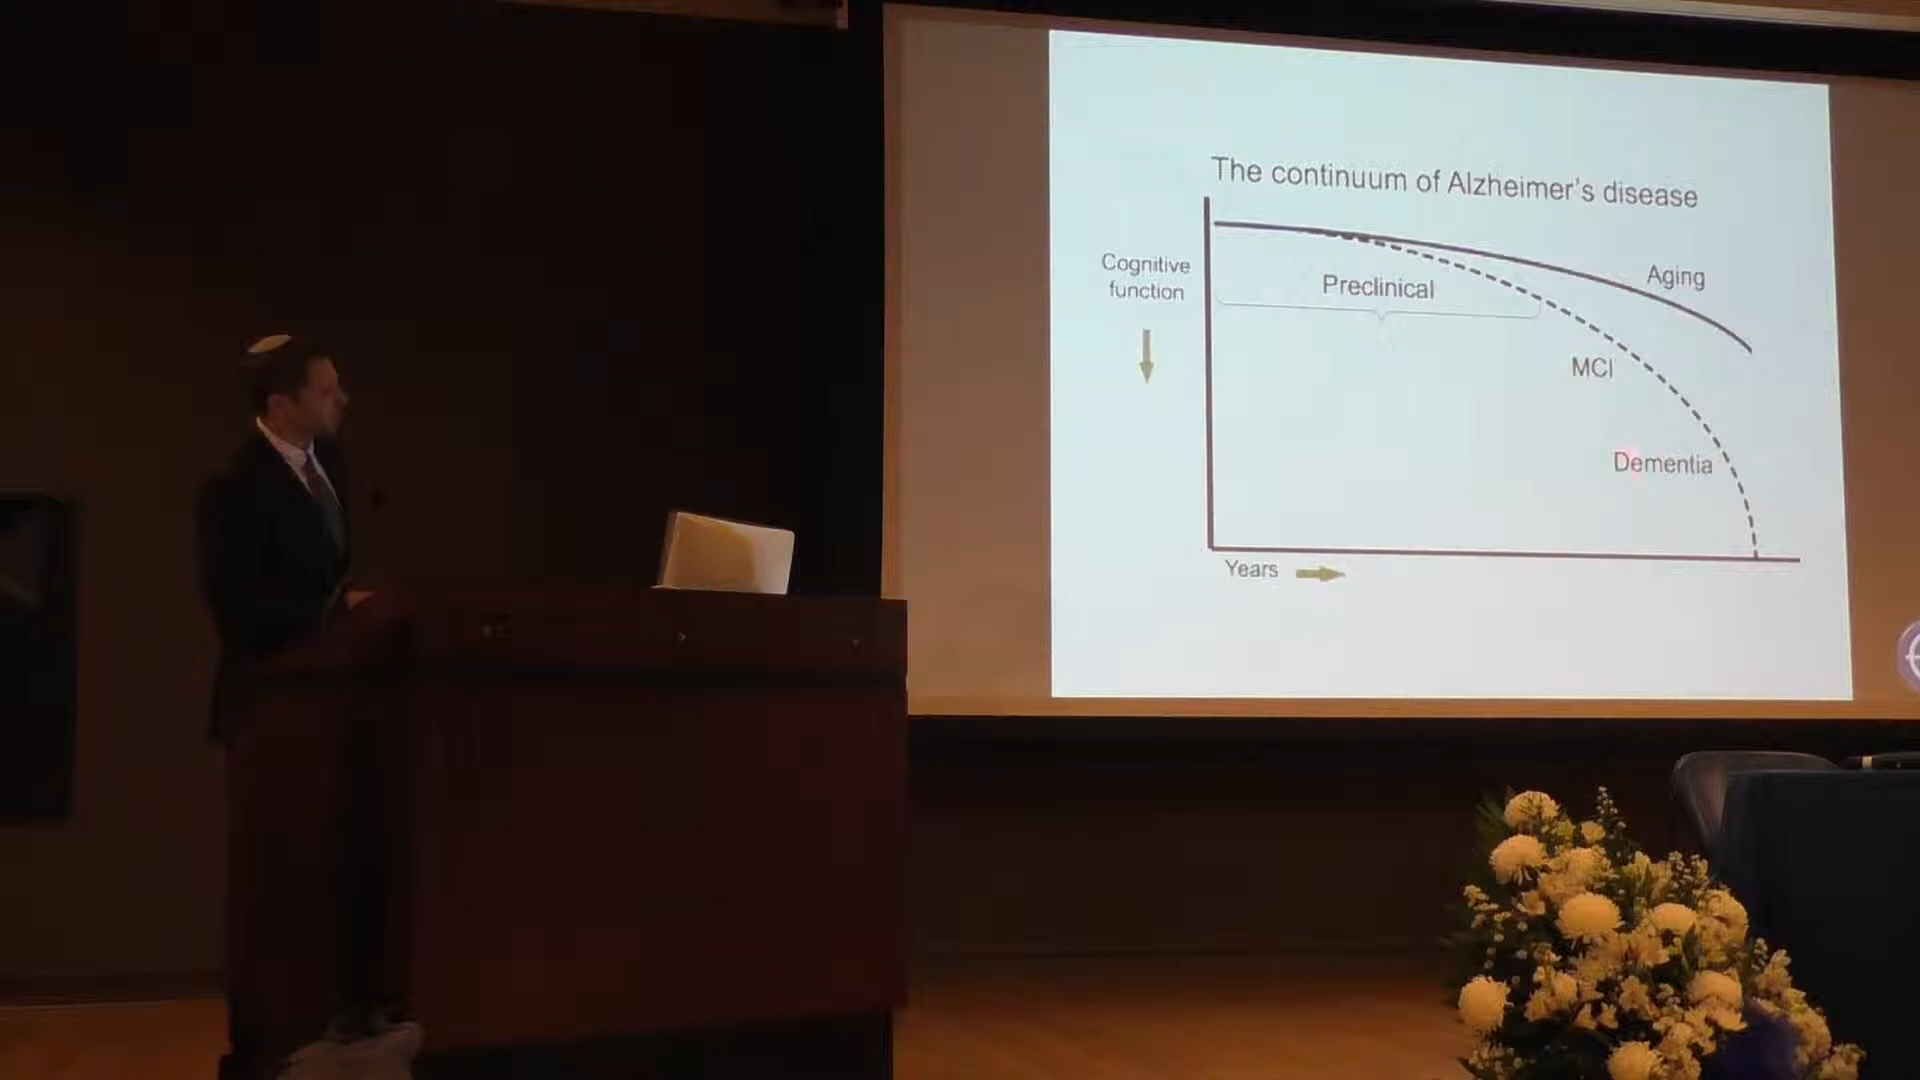 The continuum of Alzheimer's disease
Cognitive
function
Preclinical
Aging
MCI
Dementia
Years